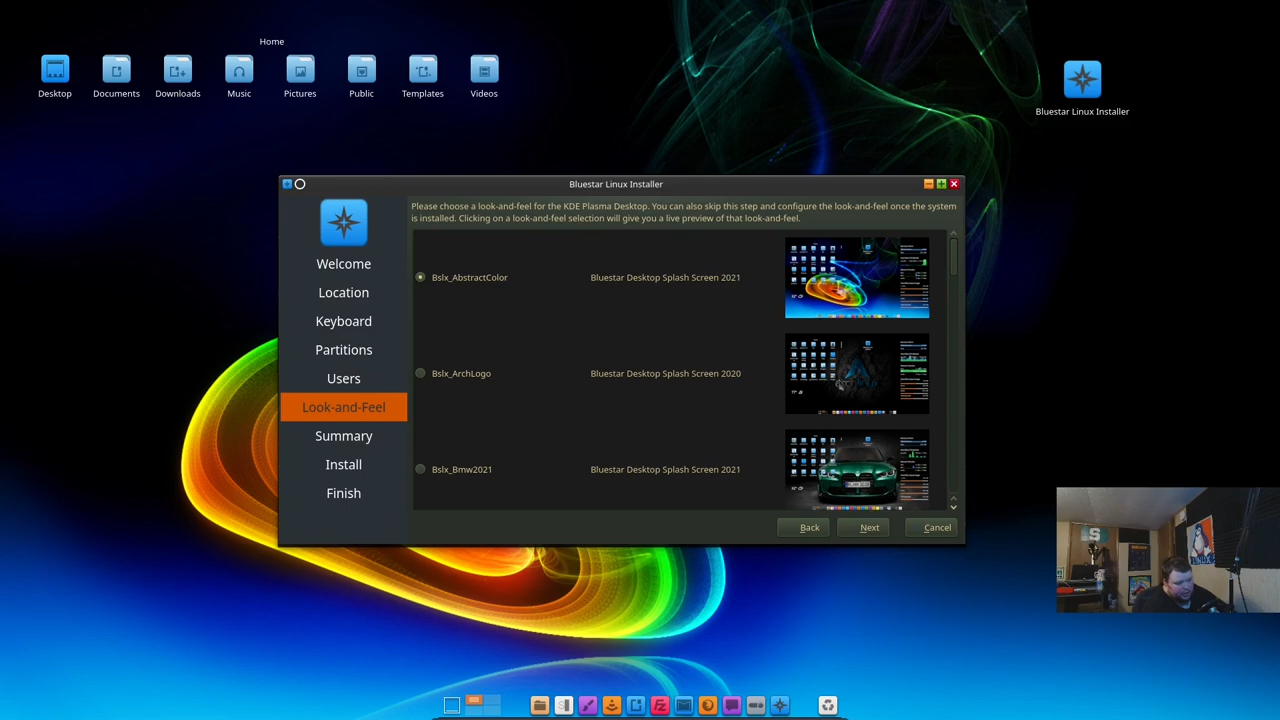 Home
Desktop
Documents
Downloads
Music
Pictures
Public
Templates
Videos
Bluestar Linux Installer
Bluestar Linux Installer
Please choose a look-and-feel for the KDE Plasma Desktop. You can also skip this step and configure the look-and-feel once the system
is installed. Clicking on a look-and-feel selection will give you a live preview of that look-and-feel.
Welcome
Location
Keyboard
Partitions
Users
Look-and-Feel
Summary
Install
Finish
Bslx_AbstractColor
Bluestar Desktop Splash Screen 2021
Bslx_ArchLogo
Bluestar Desktop Splash Screen 2020
Bslx_Bmw2021
Bluestar Desktop Splash Screen 2021
Back
Next
Cancel